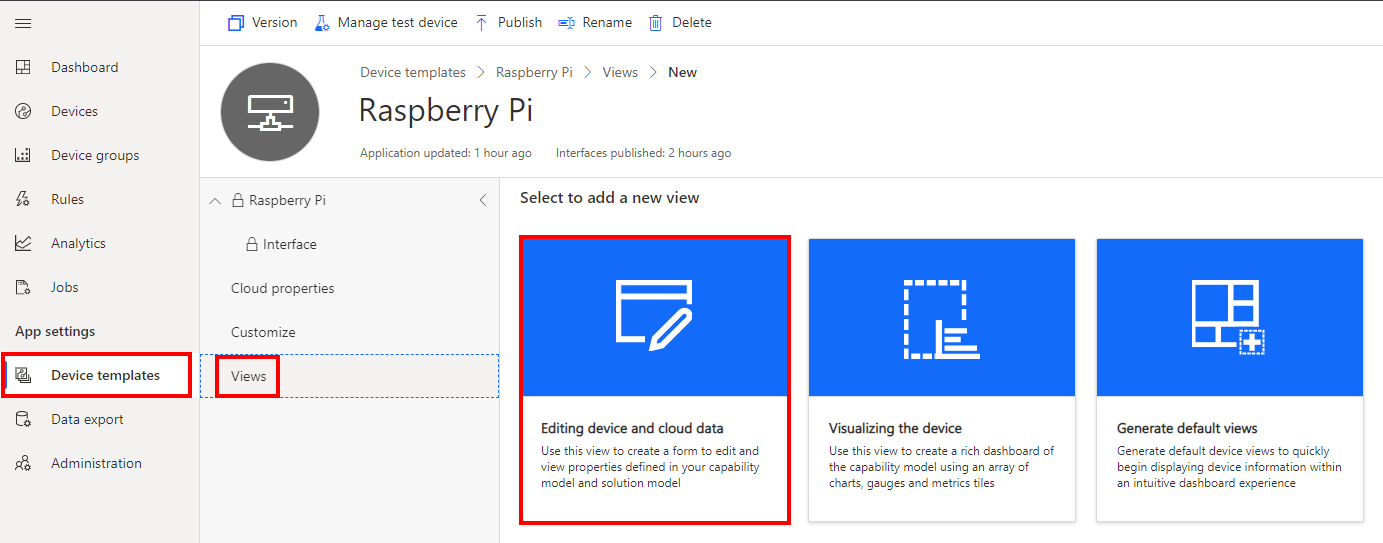 Version Manage test device Publish Rename Delete
Dashboard
Devices
Device groups
Rules
Analytics
Jobs
App settings
Device templates
Data export
Administration
Device templates > Raspberry Pi > Views > New
Raspberry Pi
Application updated: 1 hour ago Interfaces published: 2 hours ago
Raspberry Pi
Interface
Cloud properties
Customize
Views
Select to add a new view
Editing device and cloud data
Use this view to create a form to edit and
view properties defined in your capability
model and solution model
Visualizing the device
Use this view to create a rich dashboard of
the capability model using an array of
charts, gauges and metrics tiles
Generate default views
Generate default device views to quickly
begin displaying device information within
an intuitive dashboard experience